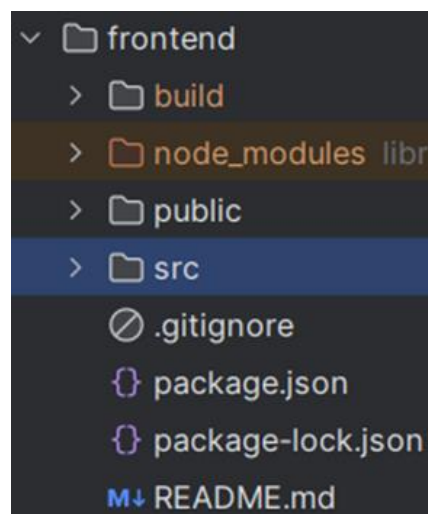 frontend
build
node_modules libr
public
src
.gitignore
{} package.json
{} package-lock.json
M↓ README.md